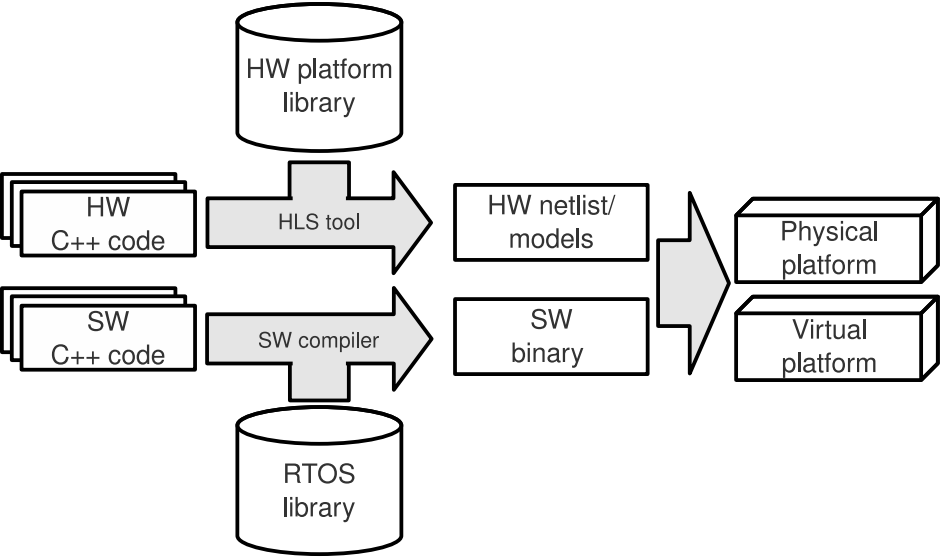 HW platform
library
HW
C++ code
HLS tool
HW netlist/
models
Physical
platform
SW
C++ code
SW compiler
SW
binary
Virtual
platform
RTOS
library